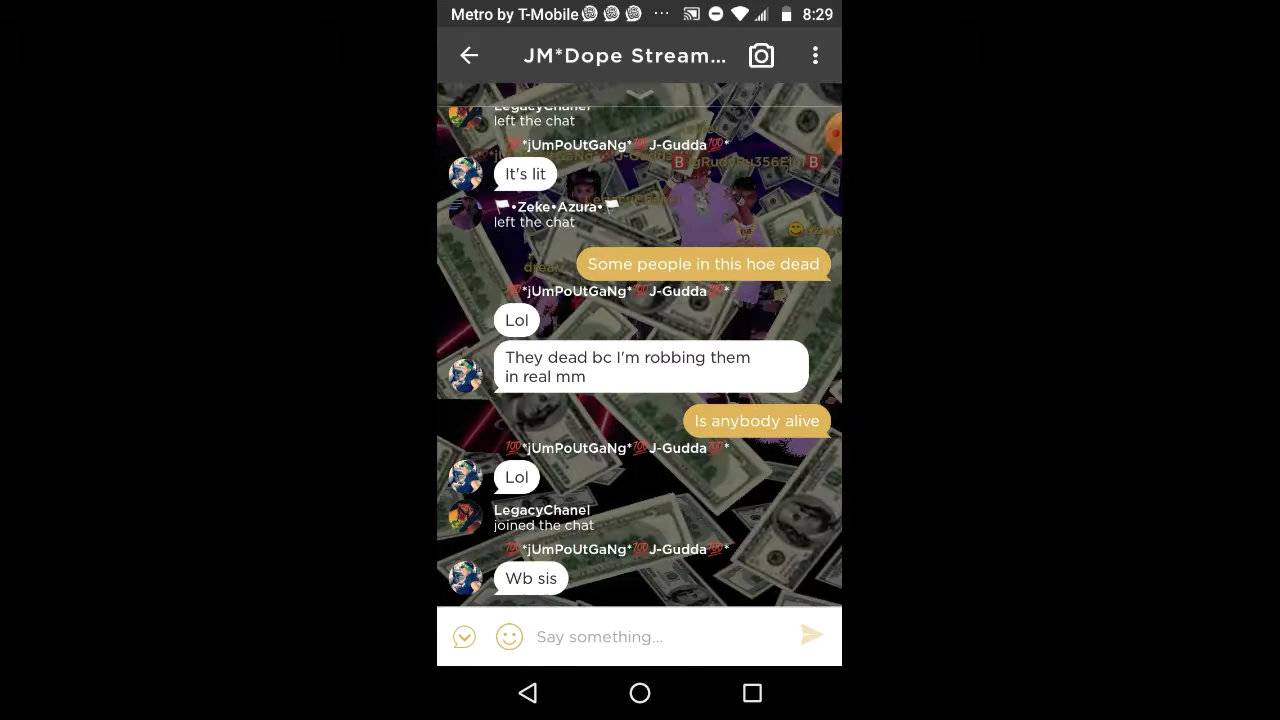 Metro by T-Mobile ... 8:29
JM*Dope Stream...
LegacyChanel
left the chat
💯*jUmPoUtGaNg*💯J-Gudda💯*
It's lit
🏳•Zeke•Azura•🏳
left the chat
Some people in this hoe dead
💯*jUmPoUtGaNg*💯J-Gudda💯*
Lol
They dead bc I'm robbing them
in real mm
Is anybody alive
💯*jUmPoUtGaNg*💯J-Gudda💯*
Lol
LegacyChanel
joined the chat
💯*jUmPoUtGaNg*💯J-Gudda💯*
Wb sis
Say something...